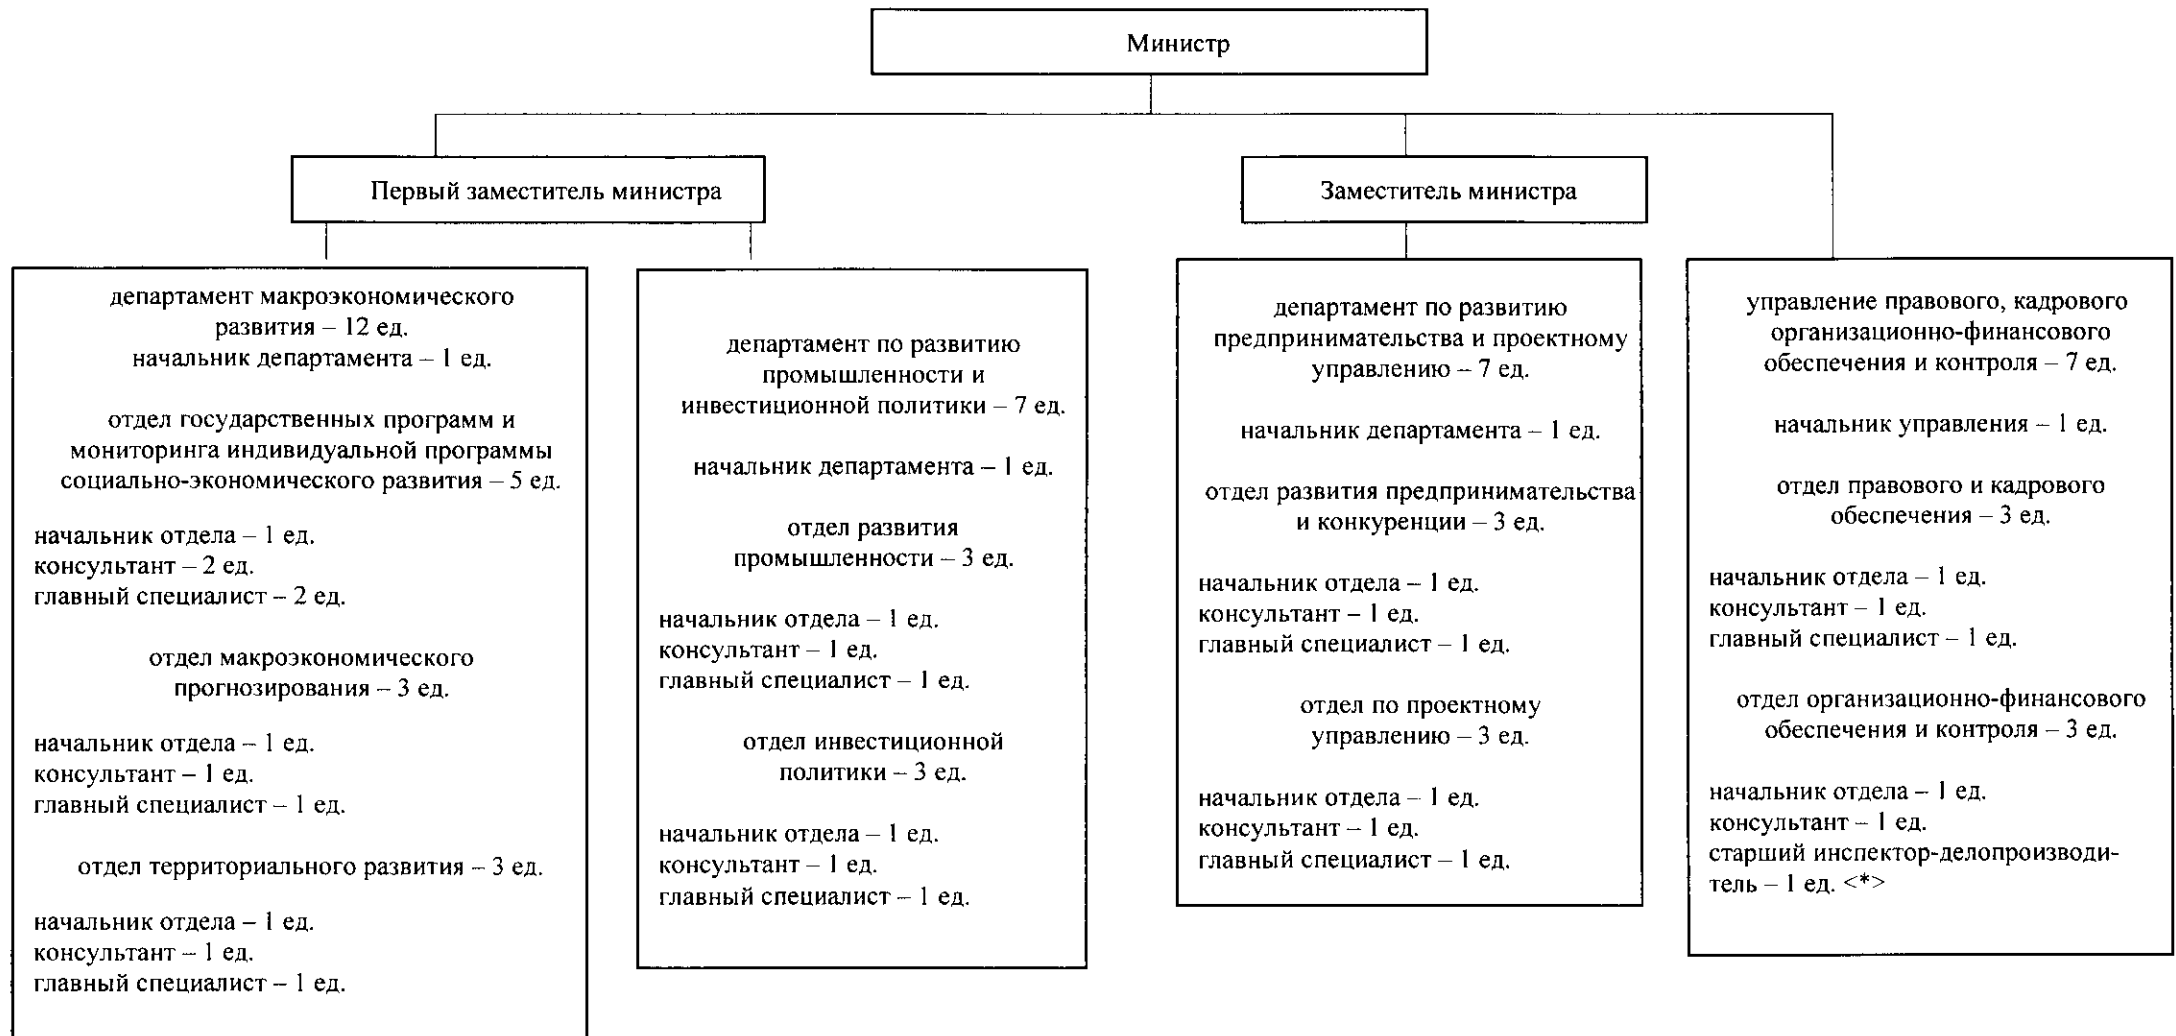 Министр
Первый заместитель министра
Заместитель министра
департамент макроэкономического
развития – 12 ед.
начальник департамента – 1 ед.
отдел государственных программ и
мониторинга индивидуальной программы
социально-экономического развития – 5 ед.
начальник отдела – 1 ед.
консультант – 2 ед.
главный специалист – 2 ед.
отдел макроэкономического
прогнозирования – 3 ед.
начальник отдела – 1 ед.
консультант – 1 ед.
главный специалист – 1 ед.
отдел территориального развития – 3 ед.
начальник отдела – 1 ед.
консультант – 1 ед.
главный специалист – 1 ед.
департамент по развитию
промышленности и
инвестиционной политики – 7 ед.
начальник департамента – 1 ед.
отдел развития
промышленности – 3 ед.
начальник отдела – 1 ед.
консультант – 1 ед.
главный специалист – 1 ед.
отдел инвестиционной
политики – 3 ед.
начальник отдела – 1 ед.
консультант – 1 ед.
главный специалист – 1 ед.
департамент по развитию
предпринимательства и проектному
управлению – 7 ед.
начальник департамента – 1 ед.
отдел развития предпринимательства
и конкуренции – 3 ед.
начальник отдела – 1 ед.
консультант – 1 ед.
главный специалист – 1 ед.
отдел по проектному
управлению – 3 ед.
начальник отдела – 1 ед.
консультант – 1 ед.
главный специалист – 1 ед.
управление правового, кадрового
организационно-финансового
обеспечения и контроля – 7 ед.
начальник управления – 1 ед.
отдел правового и кадрового
обеспечения – 3 ед.
начальник отдела – 1 ед.
консультант – 1 ед.
главный специалист – 1 ед.
отдел организационно-финансового
обеспечения и контроля – 3 ед.
начальник отдела – 1 ед.
консультант – 1 ед.
старший инспектор-делопроизводи-
тель – 1 ед. <*>